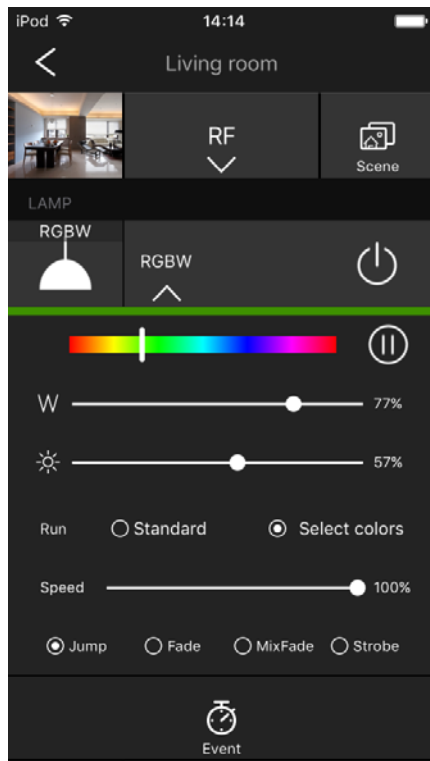 iPod 14:14
Living room
RF
Scene
LAMP
RGBW
RGBW
W 77%
57%
Run Standard Select colors
Speed 100%
Jump Fade MixFade Strobe
Event